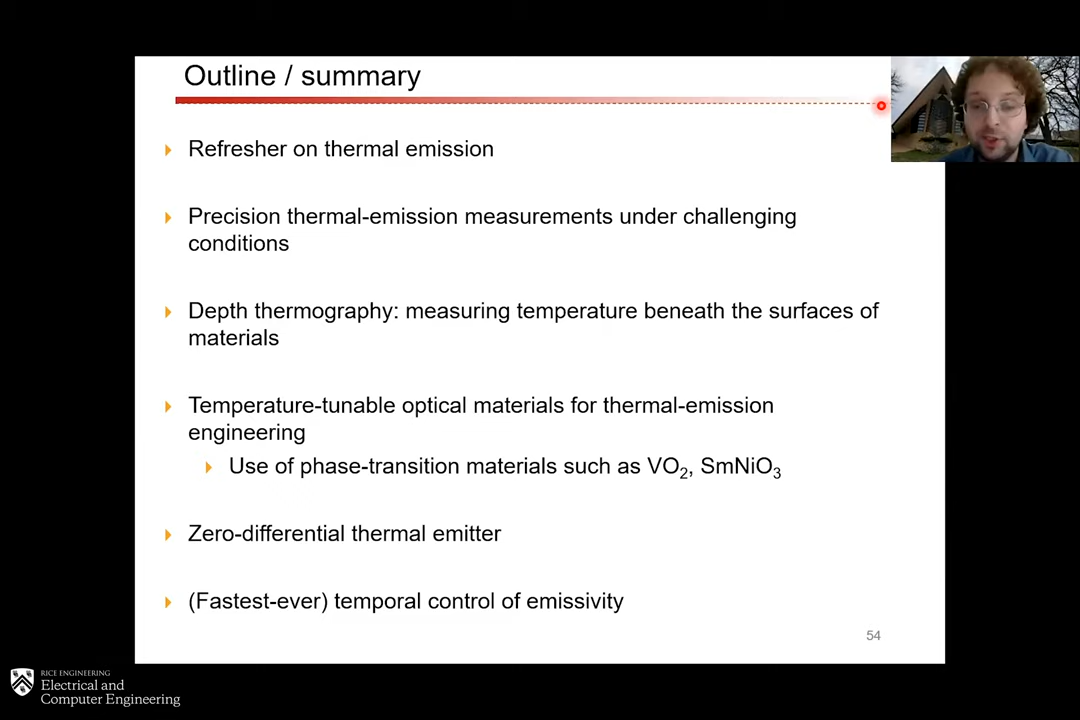 Outline / summary
Refresher on thermal emission
Precision thermal-emission measurements under challenging
conditions
Depth thermography: measuring temperature beneath the surfaces of
materials
Temperature-tunable optical materials for thermal-emission
engineering
Use of phase-transition materials such as VO₂, SmNiO₃
Zero-differential thermal emitter
(Fastest-ever) temporal control of emissivity
54
RICE ENGINEERING
Electrical and
Computer Engineering